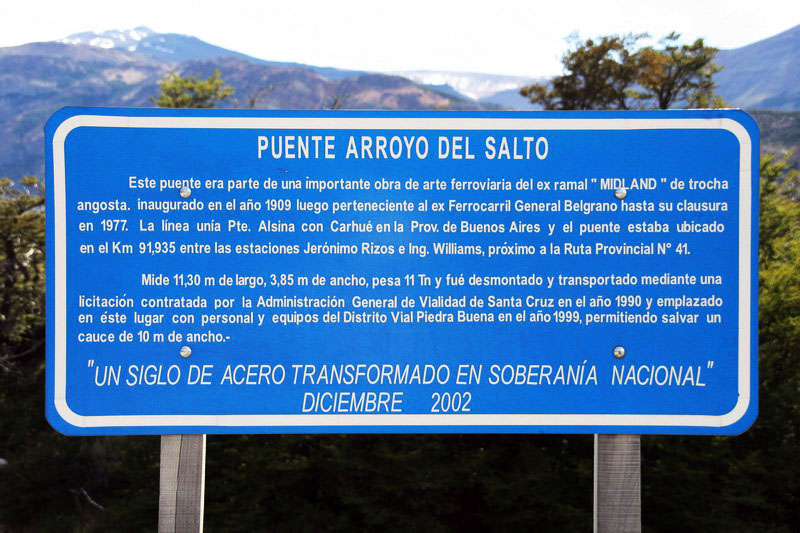 PUENTE ARROYO DEL SALTO
Este puente era parte de una importante obra de arte ferroviaria del ex ramal " MIDLAND " de trocha
angosta. inaugurado en el año 1909 luego perteneciente al ex Ferrocarril General Belgrano hasta su clausura
en 1977. La línea unía Pte. Alsina con Carhué en la Prov. de Buenos Aires y el puente estaba ubicado
en el Km 91,935 entre las estaciones Jerónimo Rizos e Ing. Williams, próximo a la Ruta Provincial N° 41.
Mide 11,30 m de largo, 3,85 m de ancho, pesa 11 Tn y fué desmontado y transportado mediante una
licitación contratada por la Administración General de Vialidad de Santa Cruz en el año 1990 y emplazado
en éste lugar con personal y equipos del Distrito Vial Piedra Buena en el año 1999, permitiendo salvar un
cauce de 10 m de ancho.-
"UN SIGLO DE ACERO TRANSFORMADO EN SOBERANÍA NACIONAL"
DICIEMBRE 2002